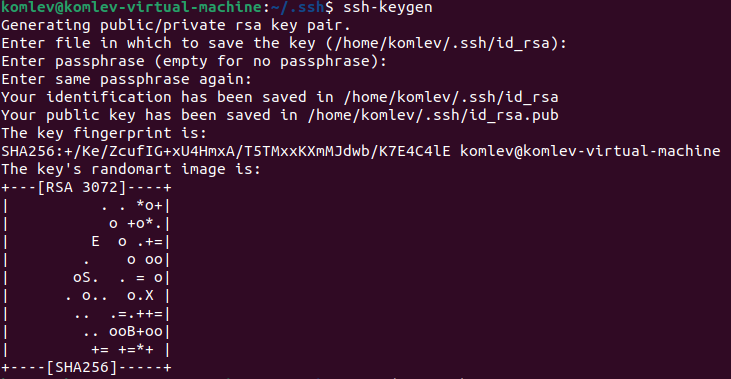 komlev@komlev-virtual-machine:~/.ssh$ ssh-keygen
Generating public/private rsa key pair.
Enter file in which to save the key (/home/komlev/.ssh/id_rsa):
Enter passphrase (empty for no passphrase):
Enter same passphrase again:
Your identification has been saved in /home/komlev/.ssh/id_rsa
Your public key has been saved in /home/komlev/.ssh/id_rsa.pub
The key fingerprint is:
SHA256:+/Ke/ZcufIG+xU4HmxA/T5TMxxKXmMJdwb/K7E4C4lE komlev@komlev-virtual-machine
The key's randomart image is:
+---[RSA 3072]----+
|           . . *o+|
|            o +o*.|
|          E  o .+=|
|         .    o oo|
|        oS.  . = o|
|       . o..  o.X |
|        ..  .=.++=|
|         .. ooB+oo|
|          += +=*+ |
+----[SHA256]-----+